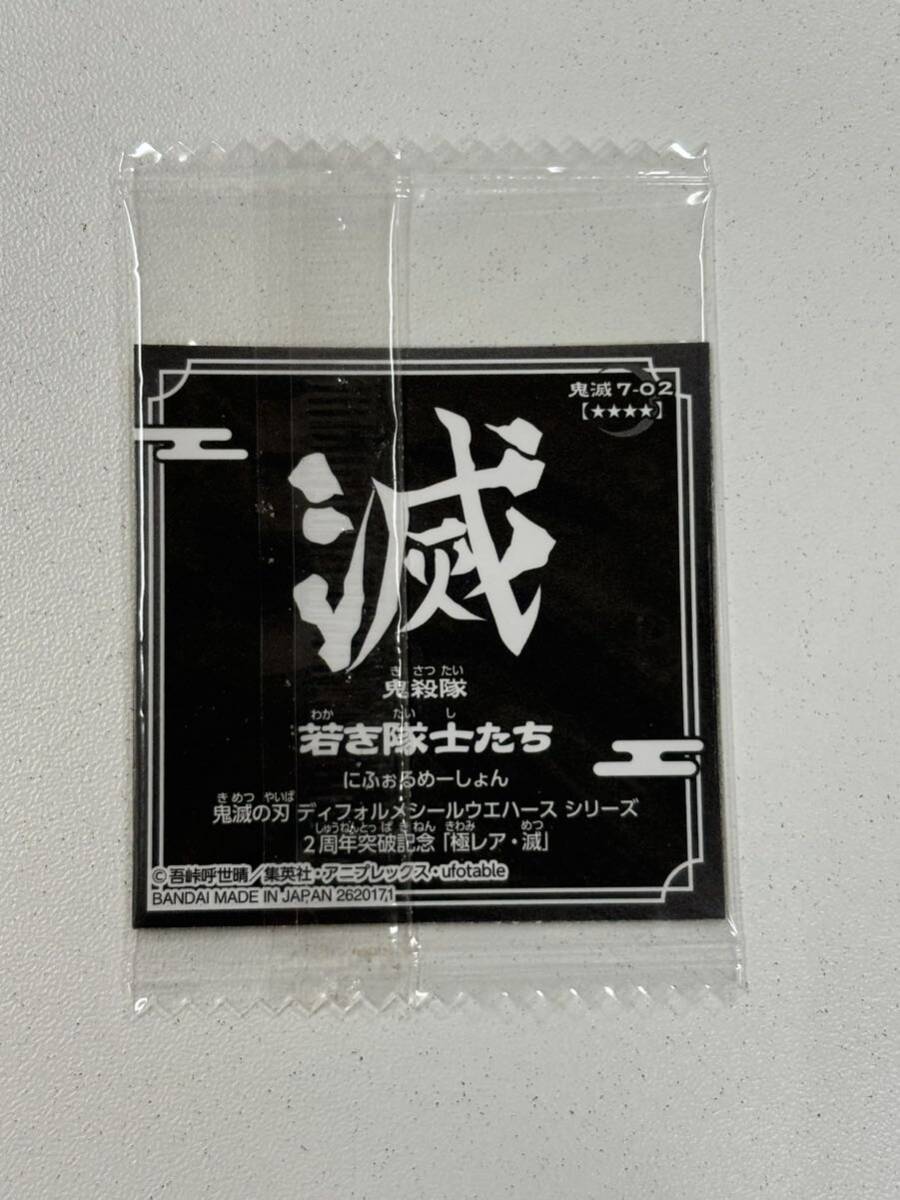 鬼滅7-02
【★★★★】
滅
き さつ たい
鬼殺隊
わか たい し
若き隊士たち
にふぉるめーしょん
き めつ やいば
鬼滅の刃 ディフォルメシールウエハース シリーズ
しゅうねんとっ ぱ き ねん きわみ めつ
2周年突破記念「極レア・滅」
©吾峠呼世晴／集英社・アニプレックス・ufotable
BANDAI MADE IN JAPAN 2620171